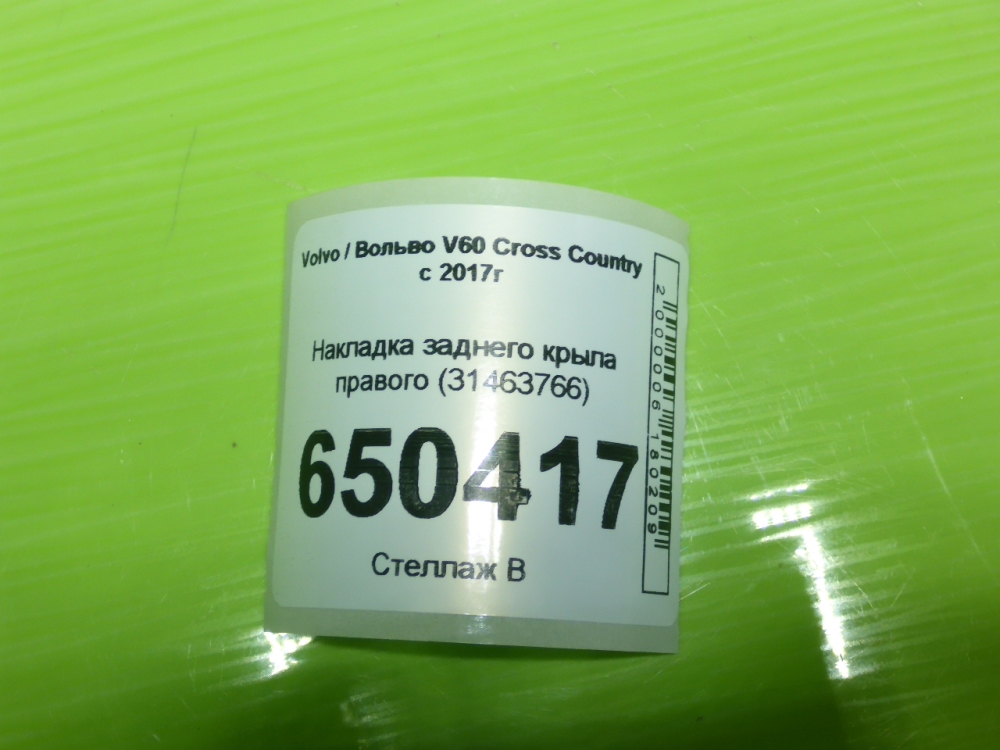 Volvo / Вольво V60 Cross Country
с 2017г
Накладка заднего крыла
правого (31463766)
650417
Стеллаж В
2000006180209